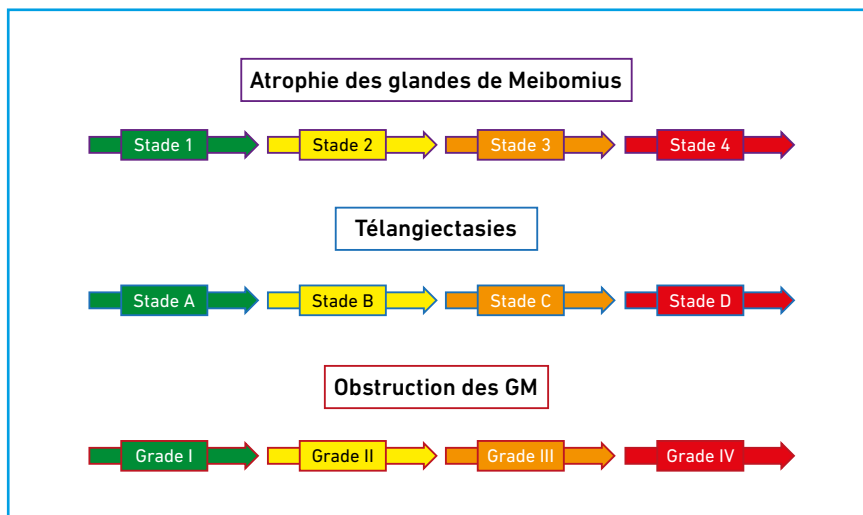 Atrophie des glandes de Meibomius
Stade 1 Stade 2 Stade 3 Stade 4
Télangiectasies
Stade A Stade B Stade C Stade D
Obstruction des GM
Grade I Grade II Grade III Grade IV